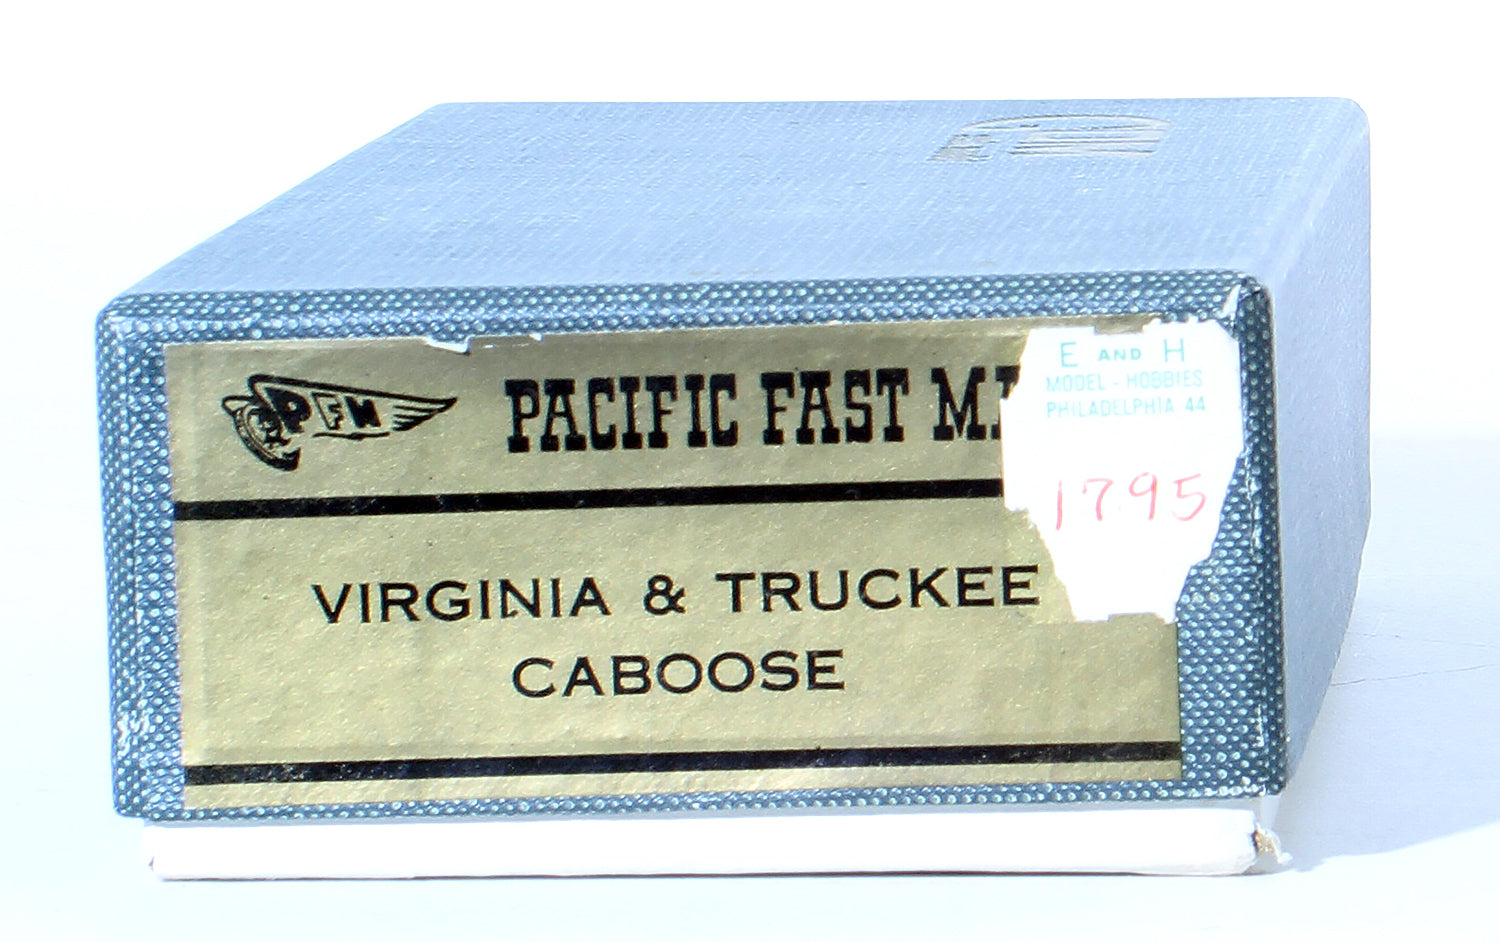 PFM
PACIFIC FAST
E AND H
MODEL - HOBBIES
PHILADELPHIA 44
1795
VIRGINIA & TRUCKEE
CABOOSE